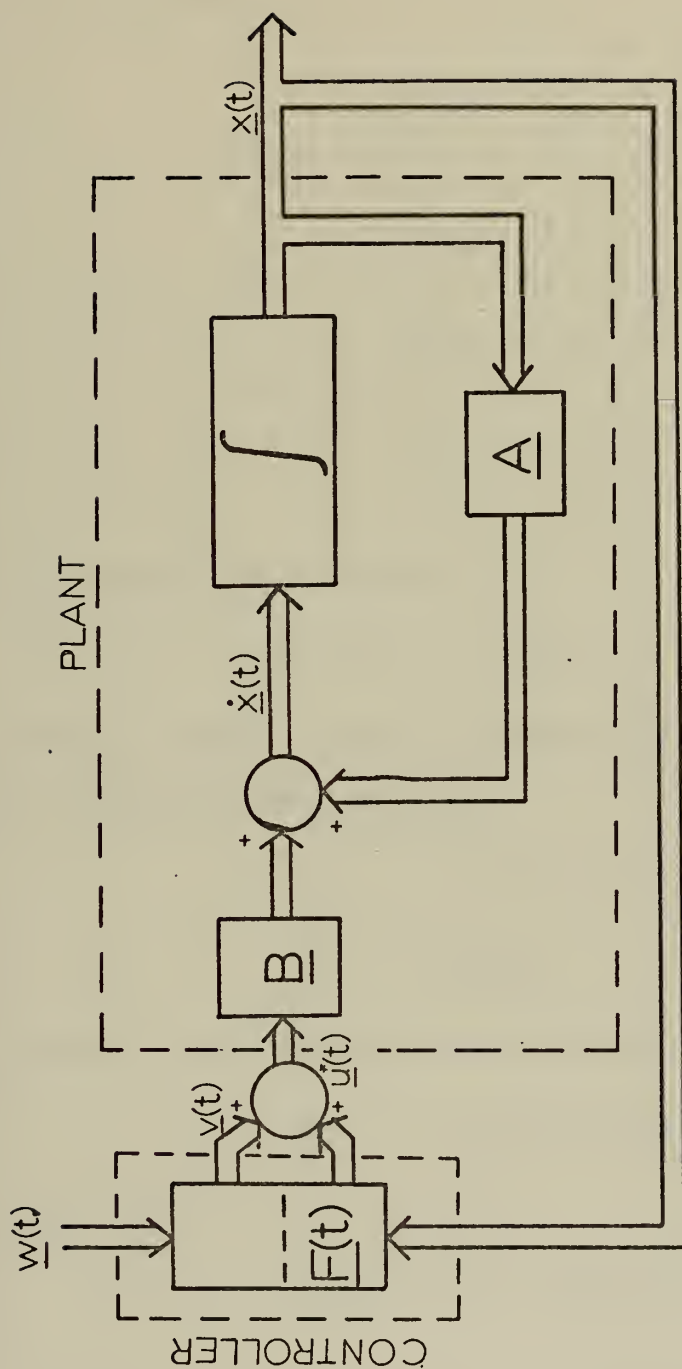 w(t)
CONTROLLER
F(t)
v(t)
+
+
u*(t)
PLANT
B
+
+
ẋ(t)
∫
A
x(t)